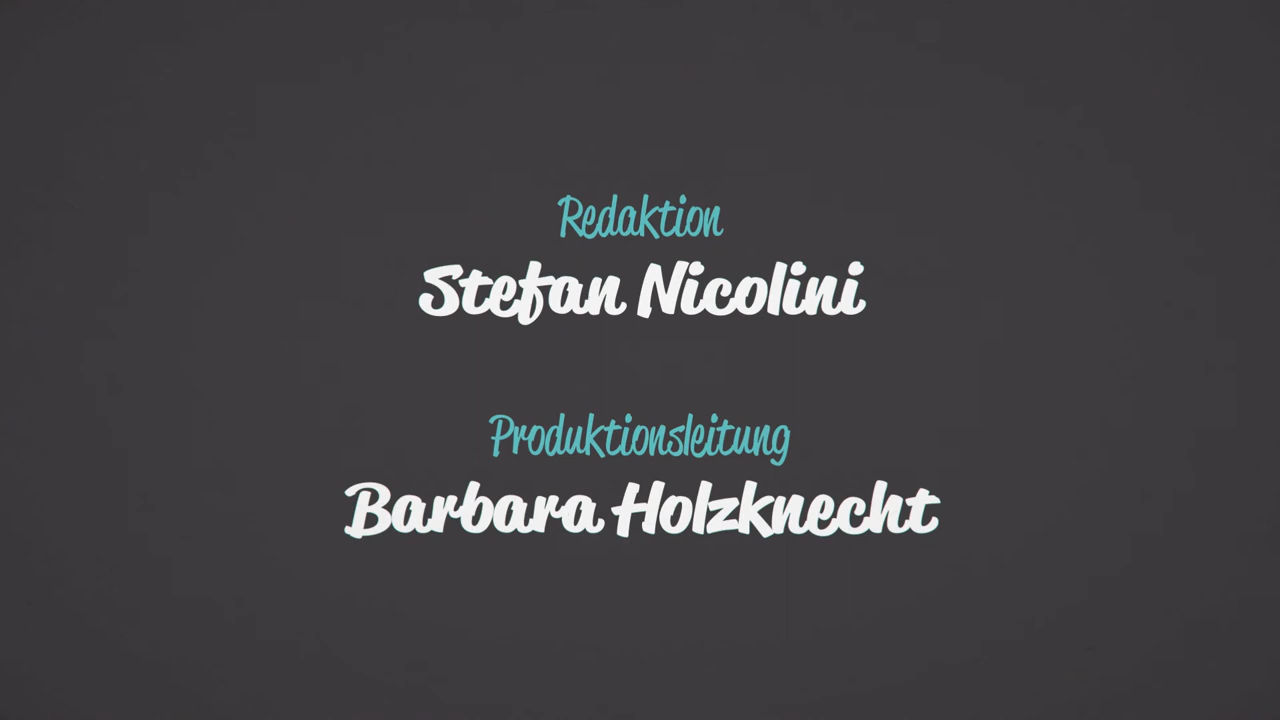 Redaktion
Stefan Nicolini
Produktionsleitung
Barbara Holzknecht